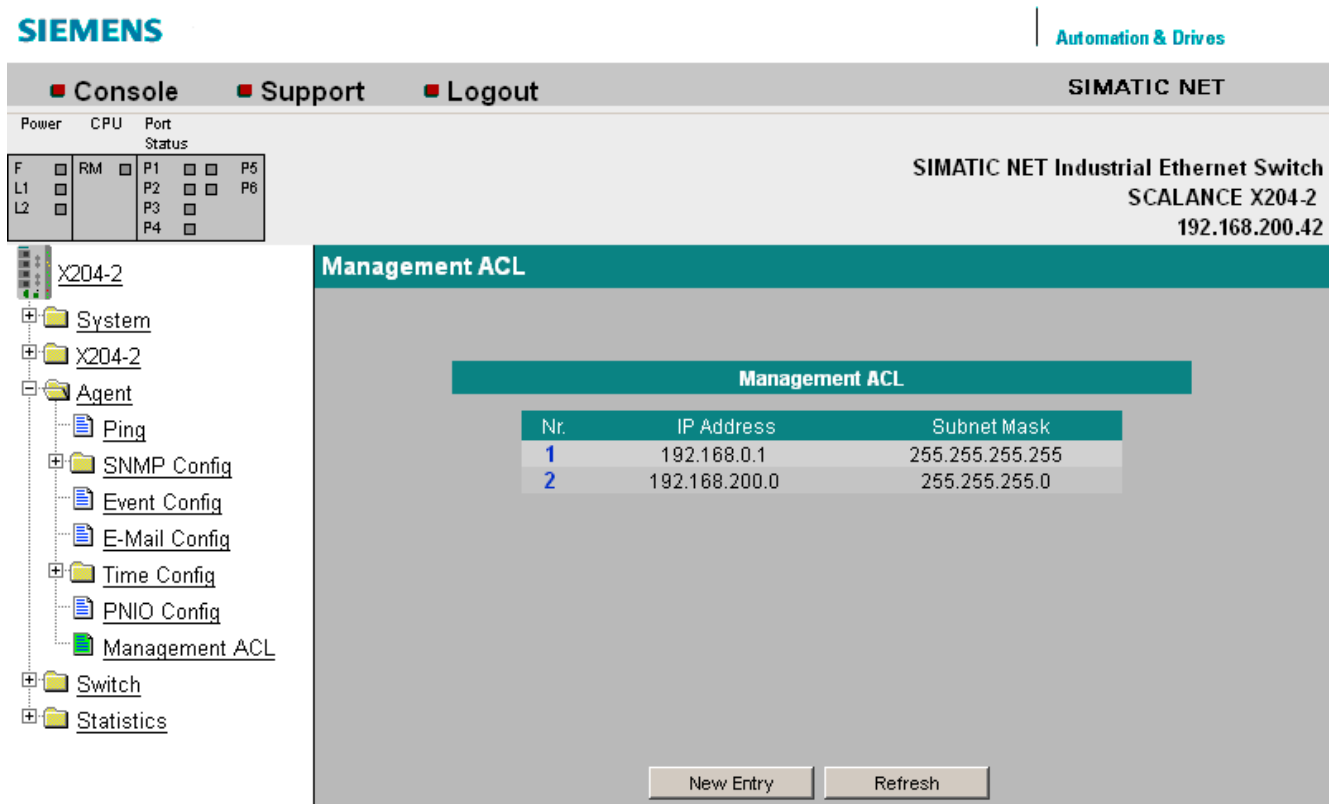 SIEMENS
Automation & Drives
Console Support Logout SIMATIC NET
Power CPU Port
Status
F RM P1 P5
L1 P2 P6
L2 P3
P4
SIMATIC NET Industrial Ethernet Switch
SCALANCE X204-2
192.168.200.42
X204-2
System
X204-2
Agent
Ping
SNMP Config
Event Config
E-Mail Config
Time Config
PNIO Config
Management ACL
Switch
Statistics
Management ACL
Management ACL
Nr. IP Address Subnet Mask
1 192.168.0.1 255.255.255.255
2 192.168.200.0 255.255.255.0
New Entry Refresh